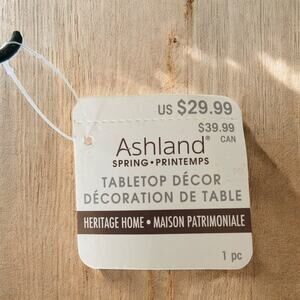 US $29.99
$39.99
CAN
Ashland®
SPRING • PRINTEMPS
TABLETOP DÉCOR
DÉCORATION DE TABLE
HERITAGE HOME • MAISON PATRIMONIALE
1 pc